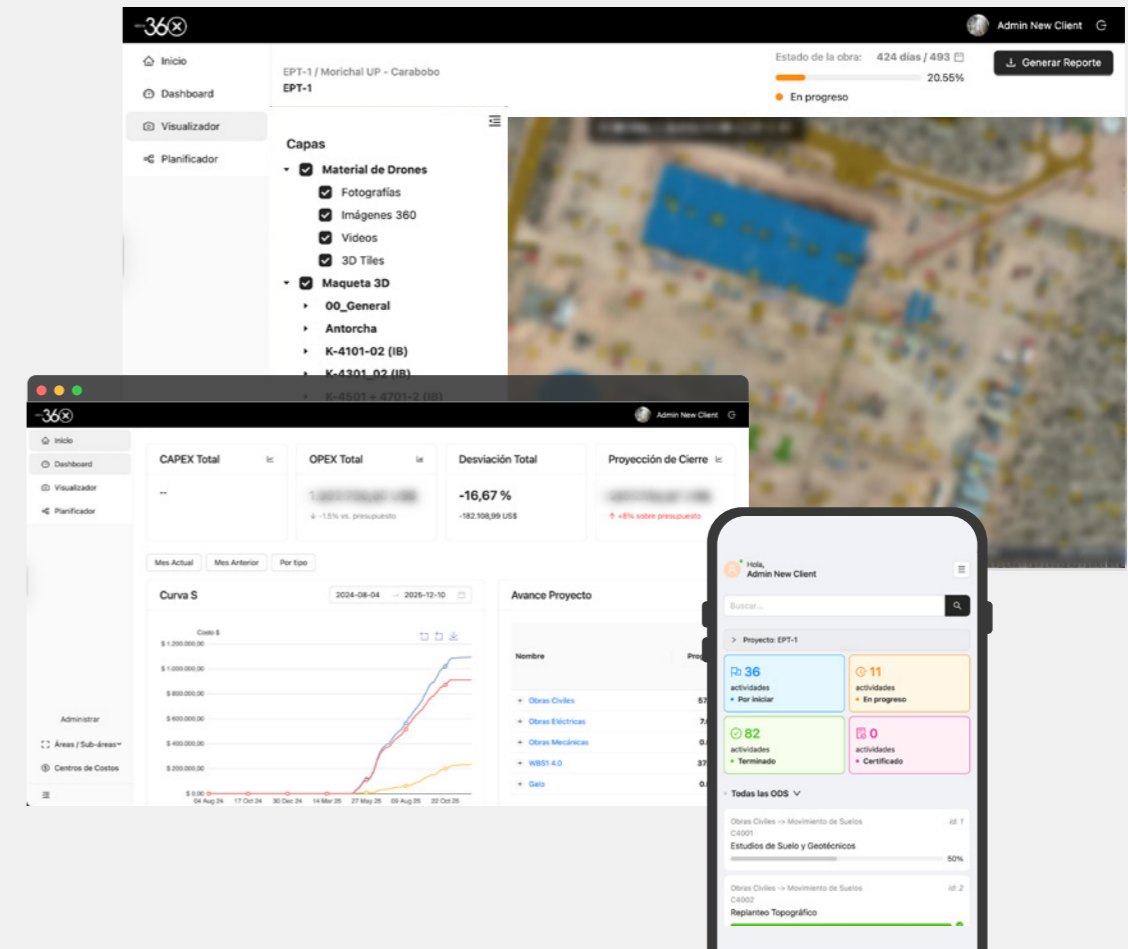 36x
Admin New Client
Inicio
Dashboard
Visualizador
Planificador
EPT-1 / Morichal UP - Carabobo
EPT-1
Estado de la obra: 424 días / 493
20.55%
En progreso
Generar Reporte
Capas
Material de Drones
Fotografías
Imágenes 360
Videos
3D Tiles
Maqueta 3D
00_General
Antorcha
K-4101-02 (IB)
K-4301_02 (IB)
K-4501 + 4701-2 (IB)
36x
Admin New Client
Inicio
Dashboard
Visualizador
Planificador
Administrar
Áreas / Sub-áreas
Centros de Costos
CAPEX Total
--
OPEX Total
-1.5% vs. presupuesto
Desviación Total
-16,67 %
-182.108,99 US$
Proyección de Cierre
+8% sobre presupuesto
Mes Actual Mes Anterior Por tipo
Curva S
2024-08-04 → 2025-12-10
Costo $
$ 1.200.000,00
$ 1.000.000,00
$ 800.000,00
$ 600.000,00
$ 400.000,00
$ 200.000,00
$ 0.00
04 Aug 24 17 Oct 24 30 Dec 24 14 Mar 25 27 May 25 09 Aug 25 22 Oct 25
Avance Proyecto
Nombre
+ Obras Civiles
+ Obras Eléctricas
+ Obras Mecánicas
+ WBS1 4.0
+ Galo
Hola,
Admin New Client
Buscar...
> Proyecto: EPT-1
36
actividades
Por iniciar
11
actividades
En progreso
82
actividades
Terminado
0
actividades
Certificado
Todas las ODS
Obras Civiles -> Movimiento de Suelos id: 1
C4001
Estudios de Suelo y Geotécnicos
50%
Obras Civiles -> Movimiento de Suelos id: 2
C4002
Replanteo Topográfico